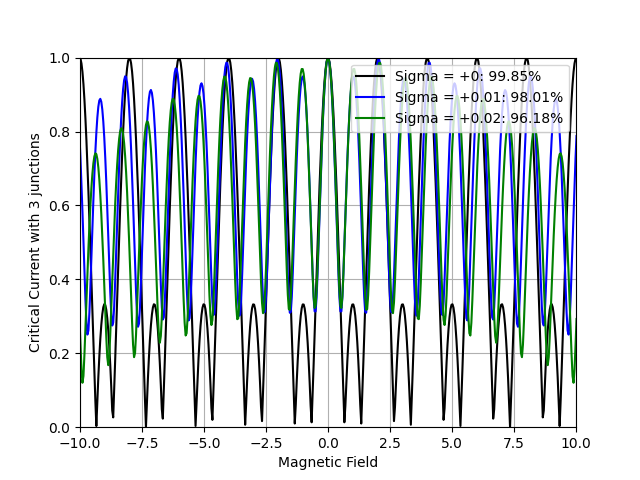 1.0
0.8
0.6
0.4
0.2
0.0
Critical Current with 3 junctions
Sigma = +0: 99.85%
Sigma = +0.01: 98.01%
Sigma = +0.02: 96.18%
−10.0 −7.5 −5.0 −2.5 0.0 2.5 5.0 7.5 10.0
Magnetic Field